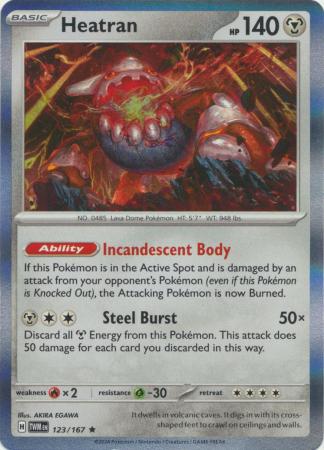 BASIC
Heatran
HP 140
NO. 0485 Lava Dome Pokémon HT: 5'7" WT: 948 lbs.
Ability Incandescent Body
If this Pokémon is in the Active Spot and is damaged by an
attack from your opponent's Pokémon (even if this Pokémon
is Knocked Out), the Attacking Pokémon is now Burned.
Steel Burst 50×
Discard all Energy from this Pokémon. This attack does
50 damage for each card you discarded in this way.
weakness ×2 resistance -30 retreat
Illus. AKIRA EGAWA
H TWM EN 123/167 ★
It dwells in volcanic caves. It digs in with its cross-
shaped feet to crawl on ceilings and walls.
©2024 Pokémon / Nintendo / Creatures / GAME FREAK